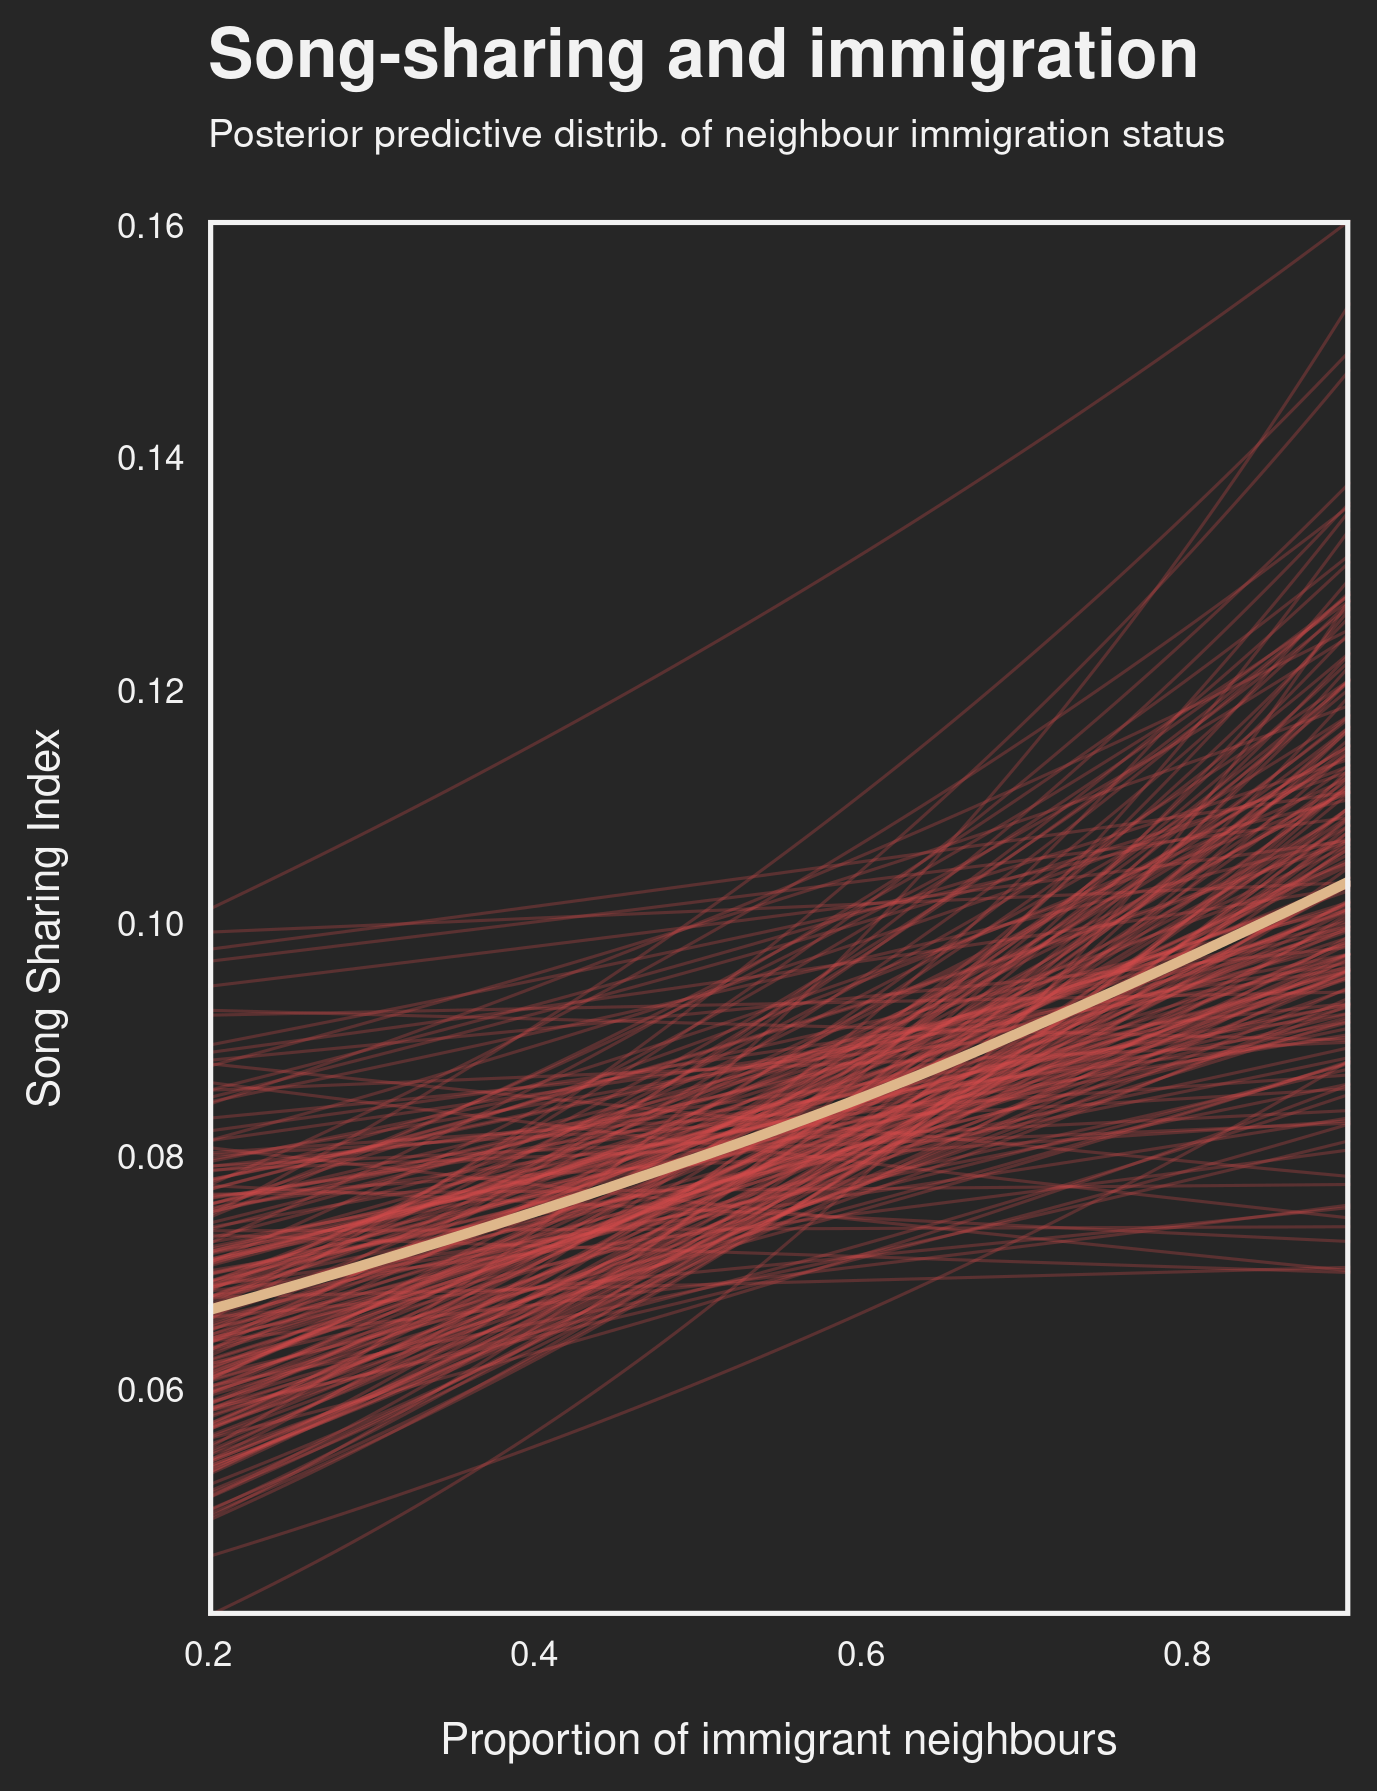 Song-sharing and immigration
Posterior predictive distrib. of neighbour immigration status
0.16
0.14
0.12
0.10
0.08
0.06
Song Sharing Index
0.2 0.4 0.6 0.8
Proportion of immigrant neighbours